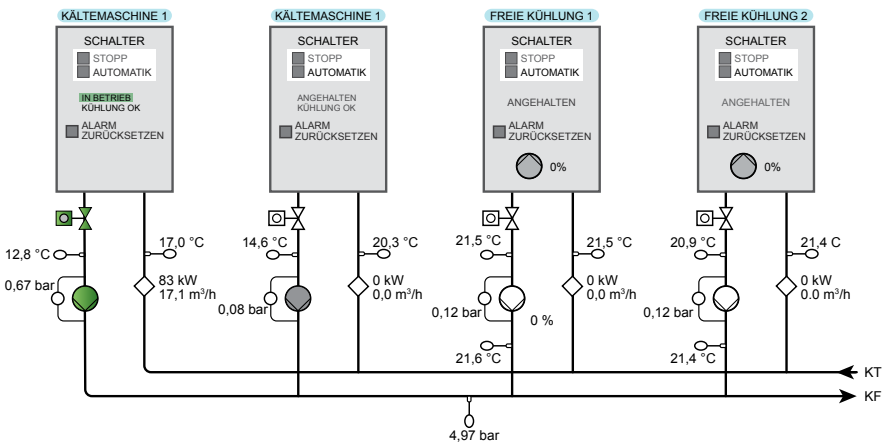 KÄLTEMASCHINE 1
SCHALTER
STOPP
AUTOMATIK
IN BETRIEB
KÜHLUNG OK
ALARM
ZURÜCKSETZEN
12,8 °C
17,0 °C
0,67 bar
83 kW
17,1 m³/h
KÄLTEMASCHINE 1
SCHALTER
STOPP
AUTOMATIK
ANGEHALTEN
KÜHLUNG OK
ALARM
ZURÜCKSETZEN
14,6 °C
20,3 °C
0,08 bar
0 kW
0,0 m³/h
FREIE KÜHLUNG 1
SCHALTER
STOPP
AUTOMATIK
ANGEHALTEN
ALARM
ZURÜCKSETZEN
0%
21,5 °C
21,5 °C
0,12 bar
0 kW
0,0 m³/h
0 %
21,6 °C
FREIE KÜHLUNG 2
SCHALTER
STOPP
AUTOMATIK
ANGEHALTEN
ALARM
ZURÜCKSETZEN
0%
20,9 °C
21,4 C
0,12 bar
0 kW
0.0 m³/h
21,4 °C
KT
KF
4,97 bar